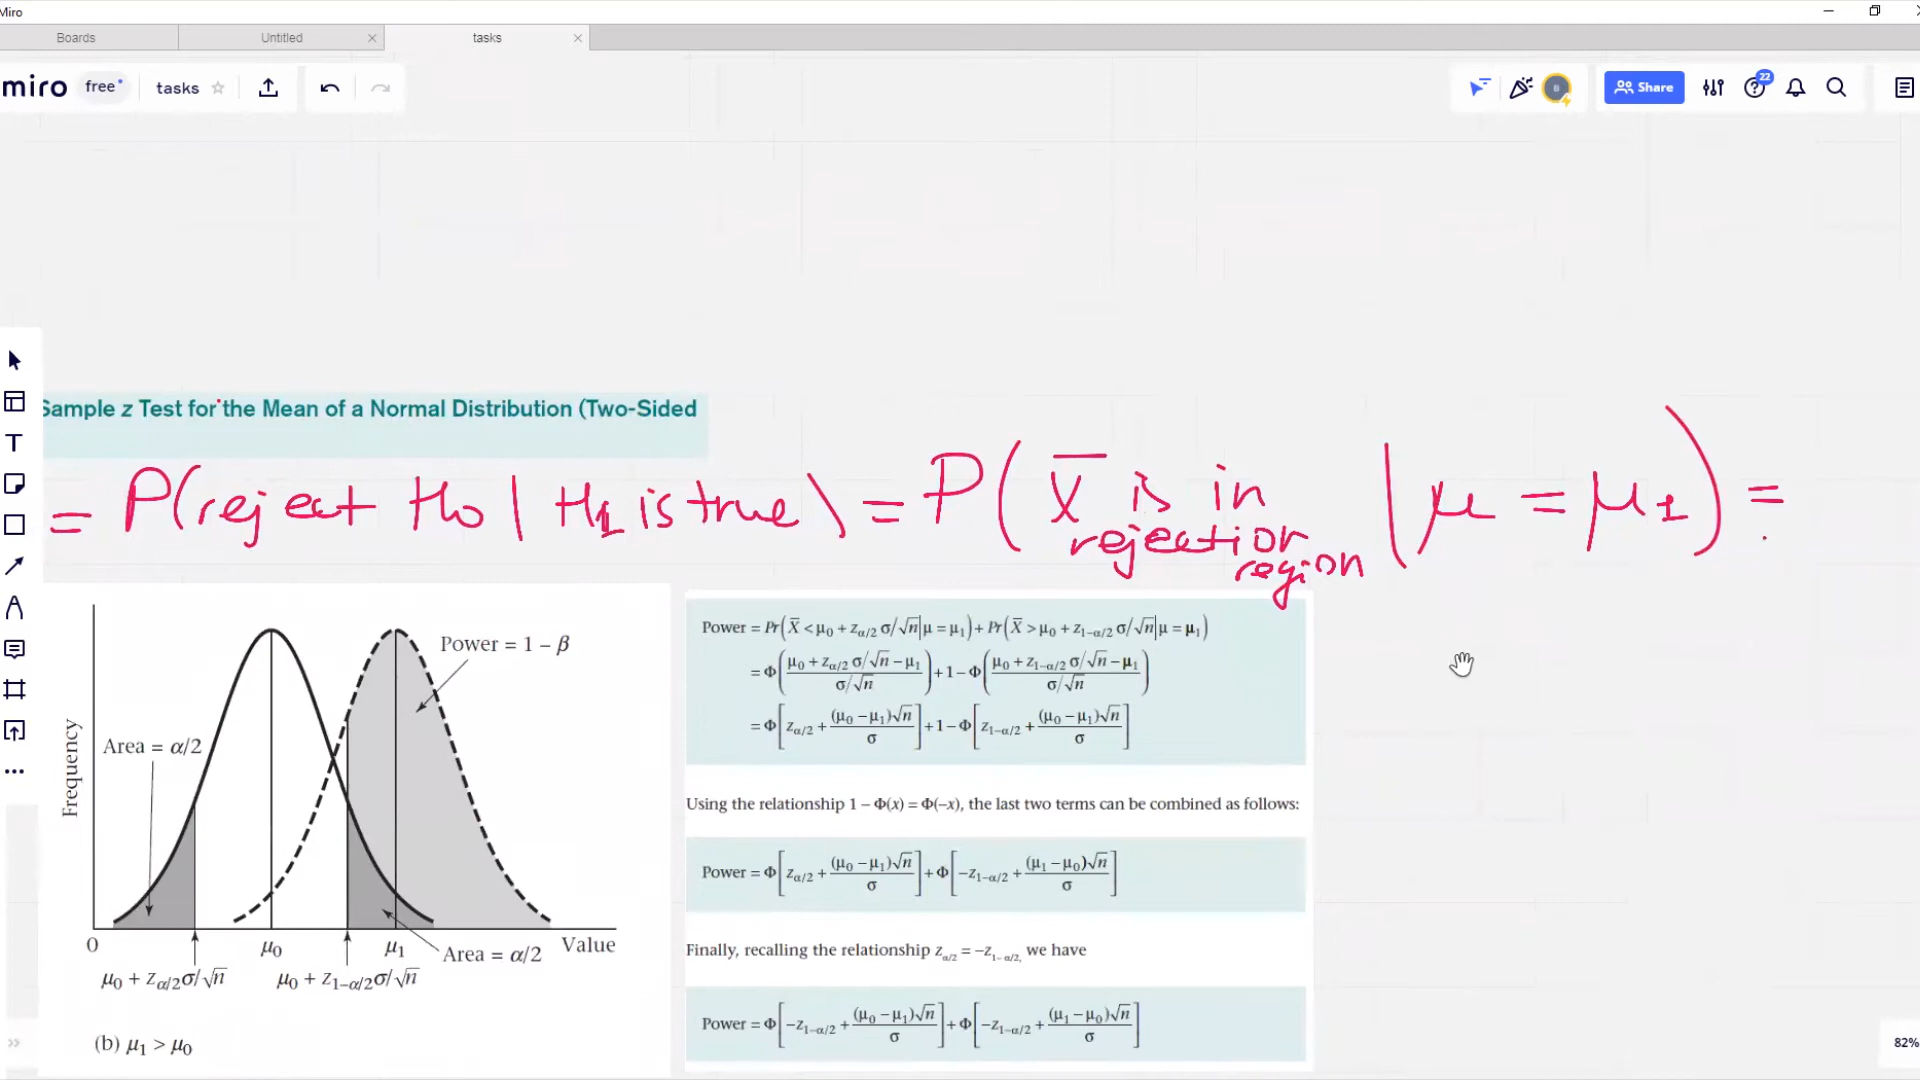 Miro
Boards
Untitled
tasks
miro
free
tasks
Share
22
Sample z Test for the Mean of a Normal Distribution (Two-Sided
= P(reject H0 | H1 is true) = P( X̄ is in rejection region | μ = μ1) =
Power = 1 – β
Area = α/2
Frequency
0
μ₀
μ₁
Value
Area = α/2
μ₀ + z_{α/2}σ/√n
μ₀ + z_{1–α/2}σ/√n
(b) μ₁ > μ₀
Power = Pr(X̄ < μ₀ + z_{α/2} σ/√n | μ = μ₁) + Pr(X̄ > μ₀ + z_{1–α/2} σ/√n | μ = μ₁)
= Φ((μ₀ + z_{α/2} σ/√n – μ₁)/(σ/√n)) + 1 – Φ((μ₀ + z_{1–α/2} σ/√n – μ₁)/(σ/√n))
= Φ[z_{α/2} + (μ₀ – μ₁)√n/σ] + 1 – Φ[z_{1–α/2} + (μ₀ – μ₁)√n/σ]
Using the relationship 1 – Φ(x) = Φ(–x), the last two terms can be combined as follows:
Power = Φ[z_{α/2} + (μ₀ – μ₁)√n/σ] + Φ[–z_{1–α/2} + (μ₁ – μ₀)√n/σ]
Finally, recalling the relationship z_{α/2} = –z_{1–α/2}, we have
Power = Φ[–z_{1–α/2} + (μ₀ – μ₁)√n/σ] + Φ[–z_{1–α/2} + (μ₁ – μ₀)√n/σ]
82%